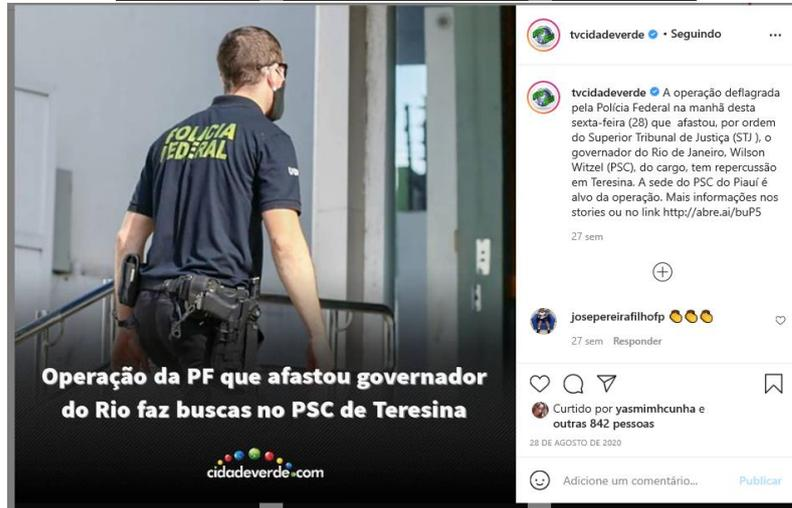 POLÍCIA
FEDERAL
Operação da PF que afastou governador
do Rio faz buscas no PSC de Teresina
cidadeverde.com
tvcidadeverde • Seguindo
tvcidadeverde A operação deflagrada
pela Polícia Federal na manhã desta
sexta-feira (28) que afastou, por ordem
do Superior Tribunal de Justiça (STJ ), o
governador do Rio de Janeiro, Wilson
Witzel (PSC), do cargo, tem repercussão
em Teresina. A sede do PSC do Piauí é
alvo da operação. Mais informações nos
stories ou no link http://abre.ai/buP5
27 sem
josepereirafilhofp 👏👏👏
27 sem Responder
Curtido por yasmimhcunha e
outras 842 pessoas
28 DE AGOSTO DE 2020
Adicione um comentário... Publicar